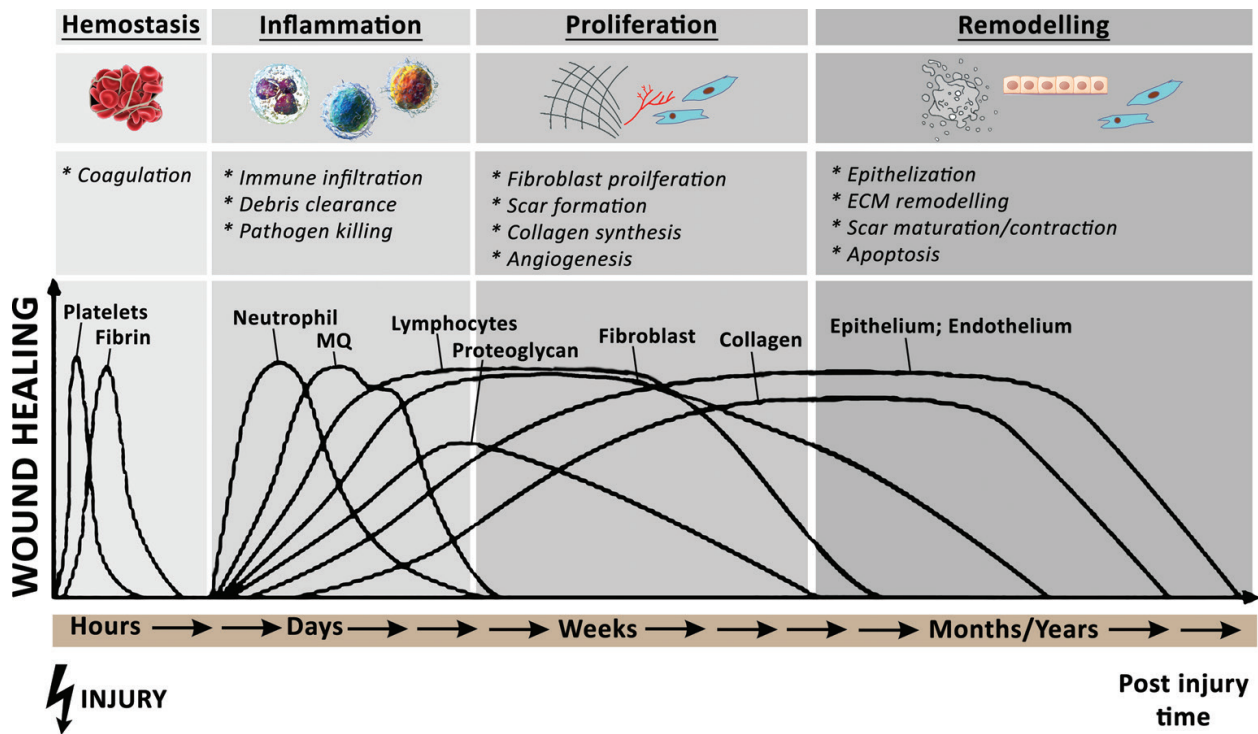 Hemostasis
Inflammation
Proliferation
Remodelling
* Coagulation
* Immune infiltration
* Debris clearance
* Pathogen killing
* Fibroblast proilferation
* Scar formation
* Collagen synthesis
* Angiogenesis
* Epithelization
* ECM remodelling
* Scar maturation/contraction
* Apoptosis
WOUND HEALING
Platelets
Fibrin
Neutrophil
MQ
Lymphocytes
Proteoglycan
Fibroblast
Collagen
Epithelium; Endothelium
Hours
Days
Weeks
Months/Years
INJURY
Post injury
time